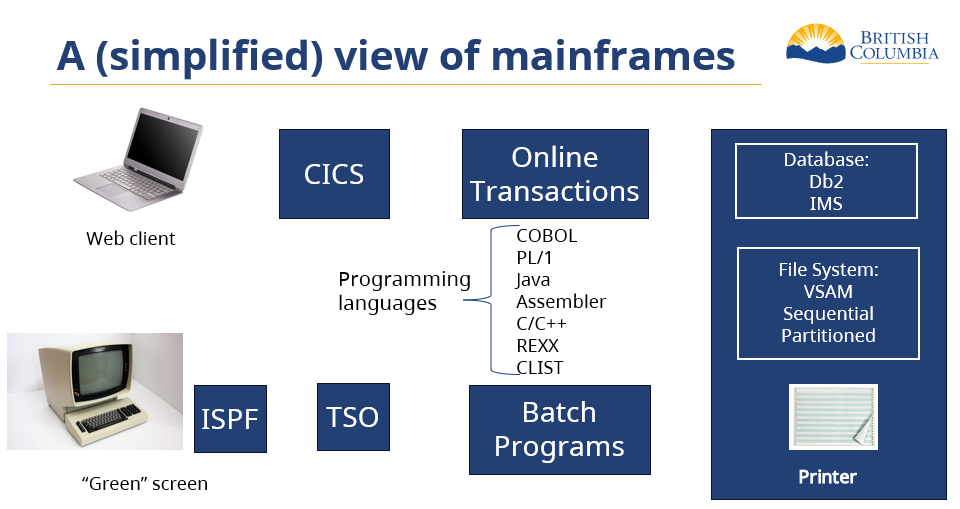 A (simplified) view of mainframes
BRITISH
COLUMBIA
Web client
CICS
Online
Transactions
Programming
languages
COBOL
PL/1
Java
Assembler
C/C++
REXX
CLIST
Database:
Db2
IMS
File System:
VSAM
Sequential
Partitioned
Printer
"Green" screen
ISPF
TSO
Batch
Programs